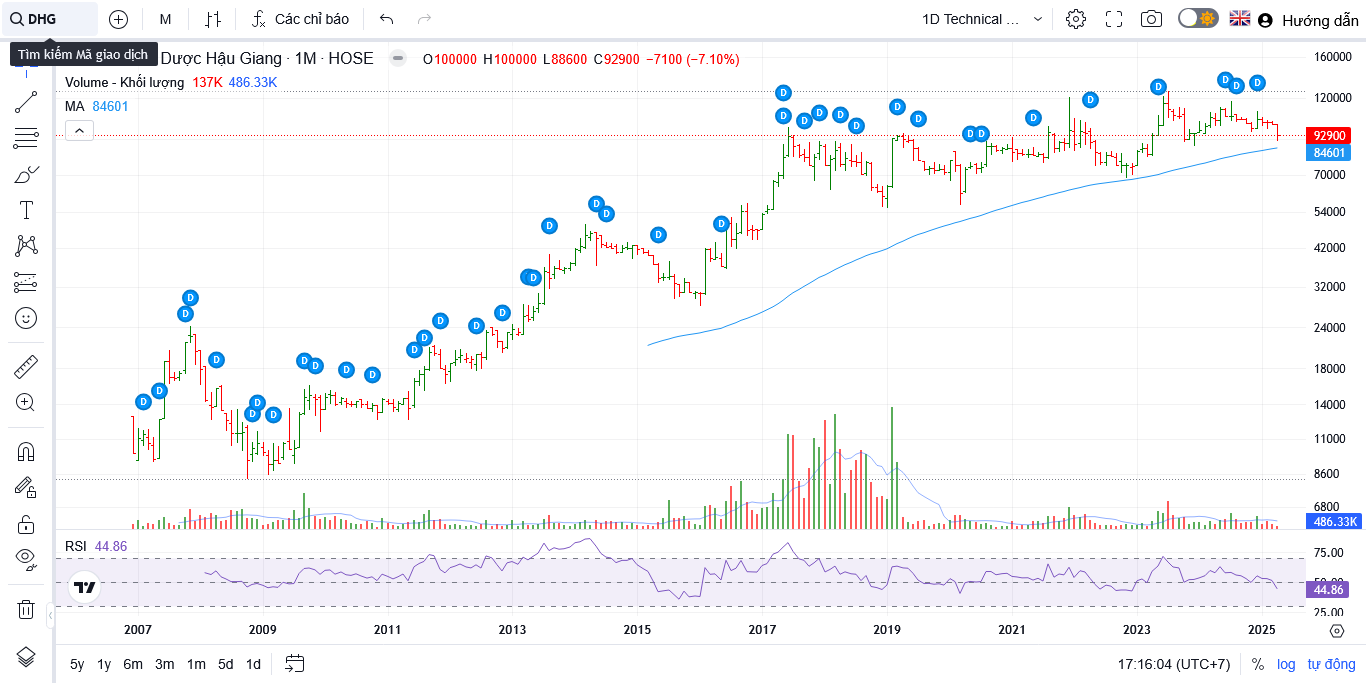 DHG
M
Các chỉ báo
1D Technical ...
Hướng dẫn
Tìm kiếm Mã giao dịch
Dược Hậu Giang · 1M · HOSE
O100000 H100000 L88600 C92900 −7100 (−7.10%)
Volume - Khối lượng 137K 486.33K
MA 84601
160000
120000
92900
84601
70000
54000
42000
32000
24000
18000
14000
11000
8600
6800
486.33K
D D D D D D D D D D D D D D D D D D D D D D D D D D D D D D D D D D D D D D D D D D
RSI 44.86
75.00
50.00
44.86
25.00
2007 2009 2011 2013 2015 2017 2019 2021 2023 2025
5y 1y 6m 3m 1m 5d 1d
17:16:04 (UTC+7) % log tự động